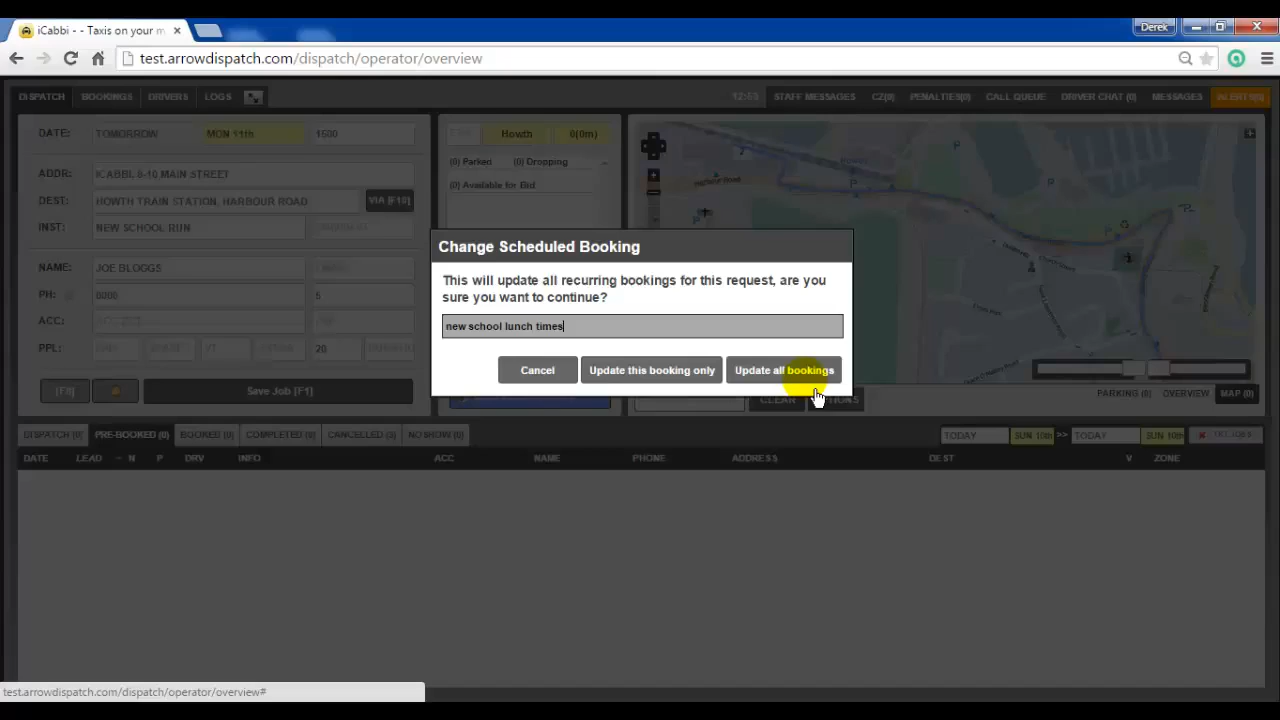 iCabbi - - Taxis on your m
Derek
test.arrowdispatch.com/dispatch/operator/overview
DISPATCH BOOKINGS DRIVERS LOGS
12:53 STAFF MESSAGES CZ(0) PENALTIES(0) CALL QUEUE DRIVER CHAT (0) MESSAGES ALERTS(0)
DATE: TOMORROW MON 11th 1500
Howth 0(0m)
(0) Parked (0) Dropping
ADDR: ICABBI, 8-10 MAIN STREET
(0) Available for Bid
DEST: HOWTH TRAIN STATION, HARBOUR ROAD VIA [F10]
INST: NEW SCHOOL RUN
Change Scheduled Booking
This will update all recurring bookings for this request, are you
sure you want to continue?
new school lunch times
Cancel Update this booking only Update all bookings
NAME: JOE BLOGGS
PH: 0000 5
ACC:
PPL: 20
[F8] Save Job [F1]
CLEAR OPTIONS
PARKING (0) OVERVIEW MAP (0)
DISPATCH (0) PRE-BOOKED (0) BOOKED (0) COMPLETED (0) CANCELLED (3) NO SHOW (0)
TODAY SUN 10th >> TODAY SUN 10th
DATE LEAD N P DRV INFO ACC NAME PHONE ADDRESS DEST V ZONE
test.arrowdispatch.com/dispatch/operator/overview#